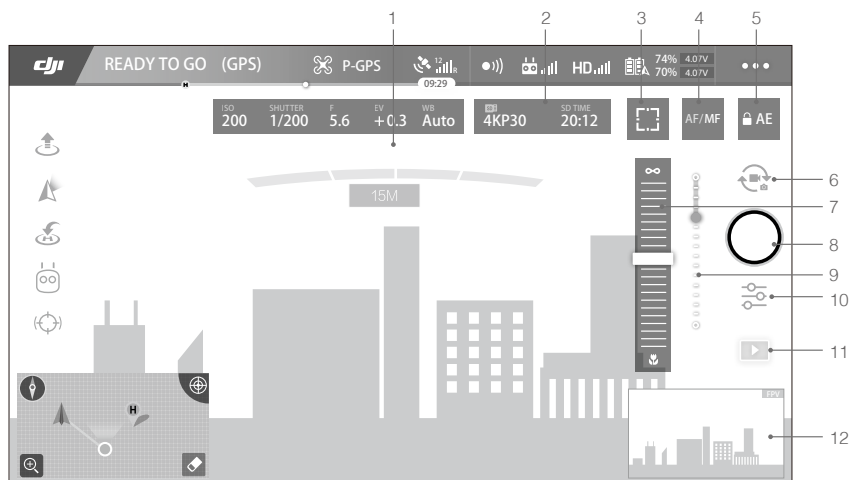 1 2 3 4 5
dji READY TO GO (GPS) P-GPS 12 R HD 74% 4.07V
70% 4.07V
H 09:29
ISO SHUTTER F EV WB SD TIME
200 1/200 5.6 +0.3 Auto 4KP30 20:12 AF/MF AE
6
15M 7
8
9
10
11
H
FPV
12